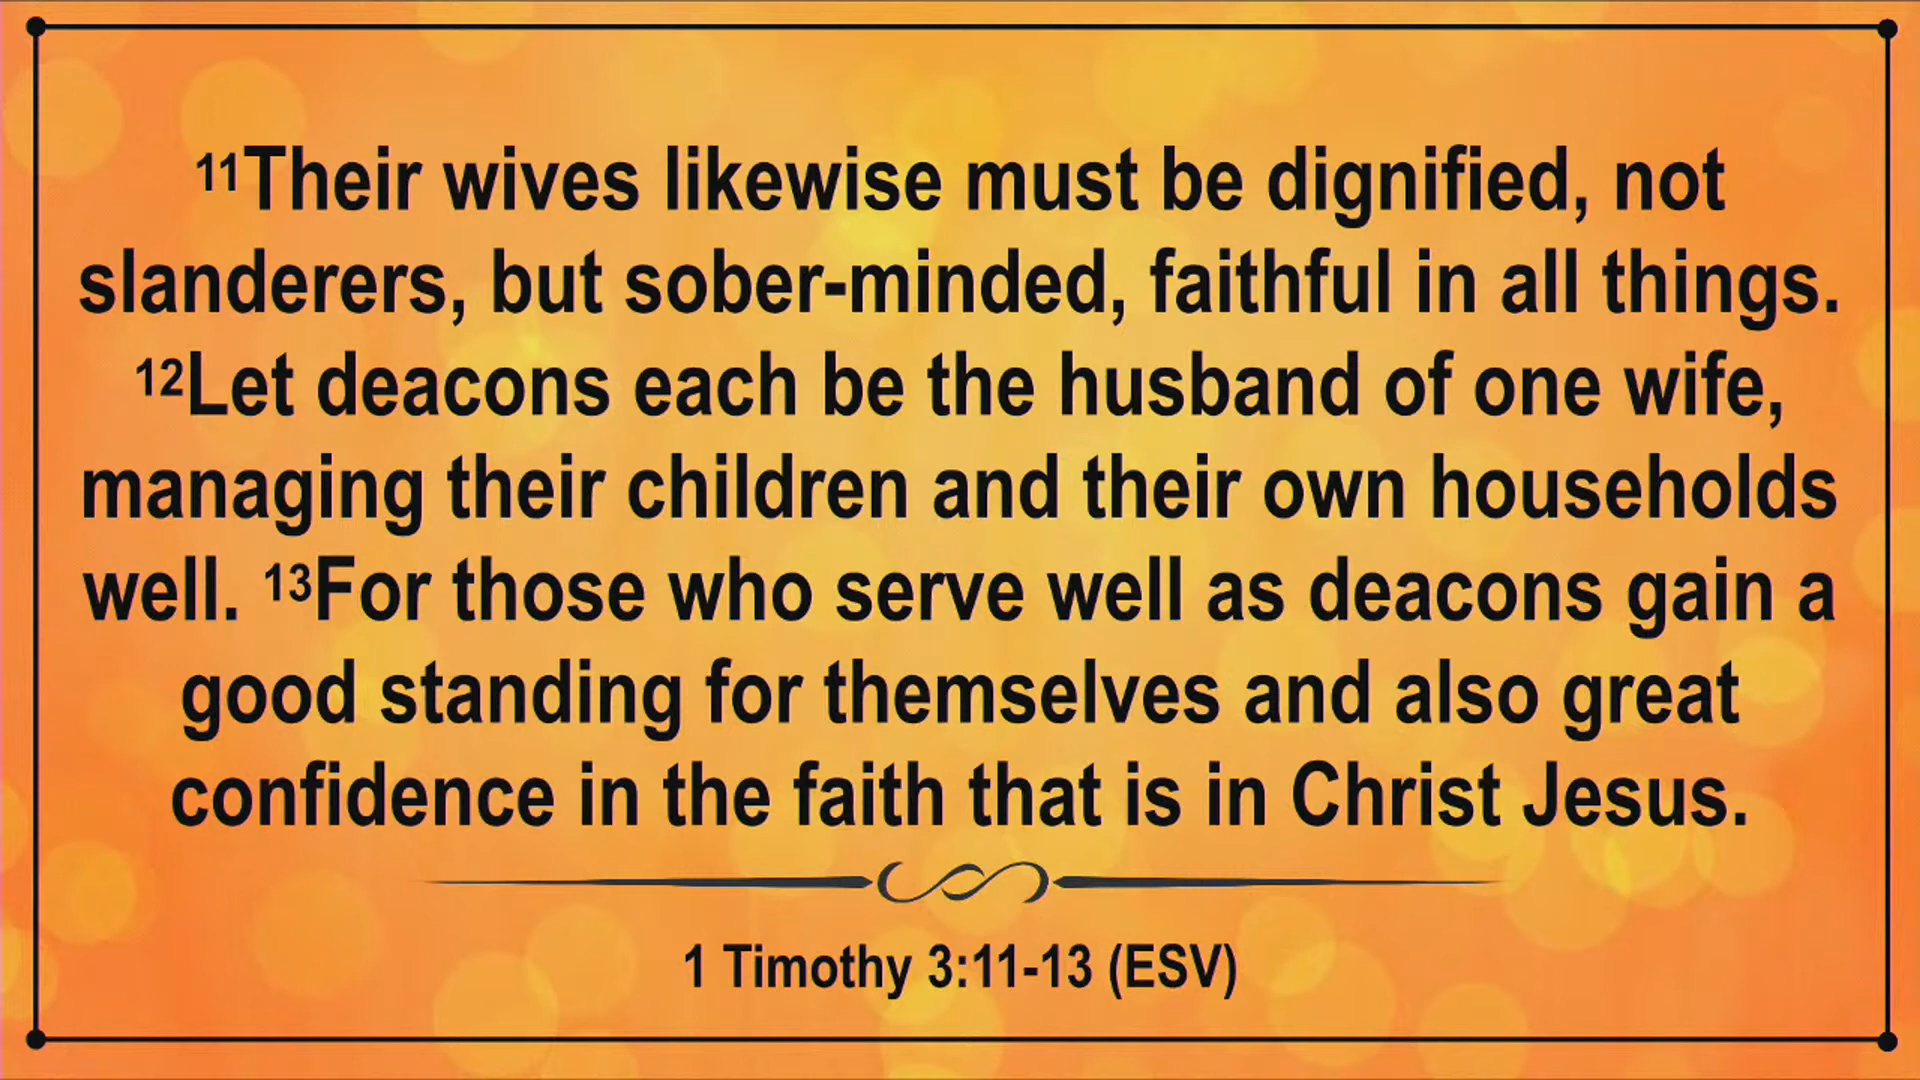 11Their wives likewise must be dignified, not
slanderers, but sober-minded, faithful in all things.
12Let deacons each be the husband of one wife,
managing their children and their own households
well. 13For those who serve well as deacons gain a
good standing for themselves and also great
confidence in the faith that is in Christ Jesus.
1 Timothy 3:11-13 (ESV)